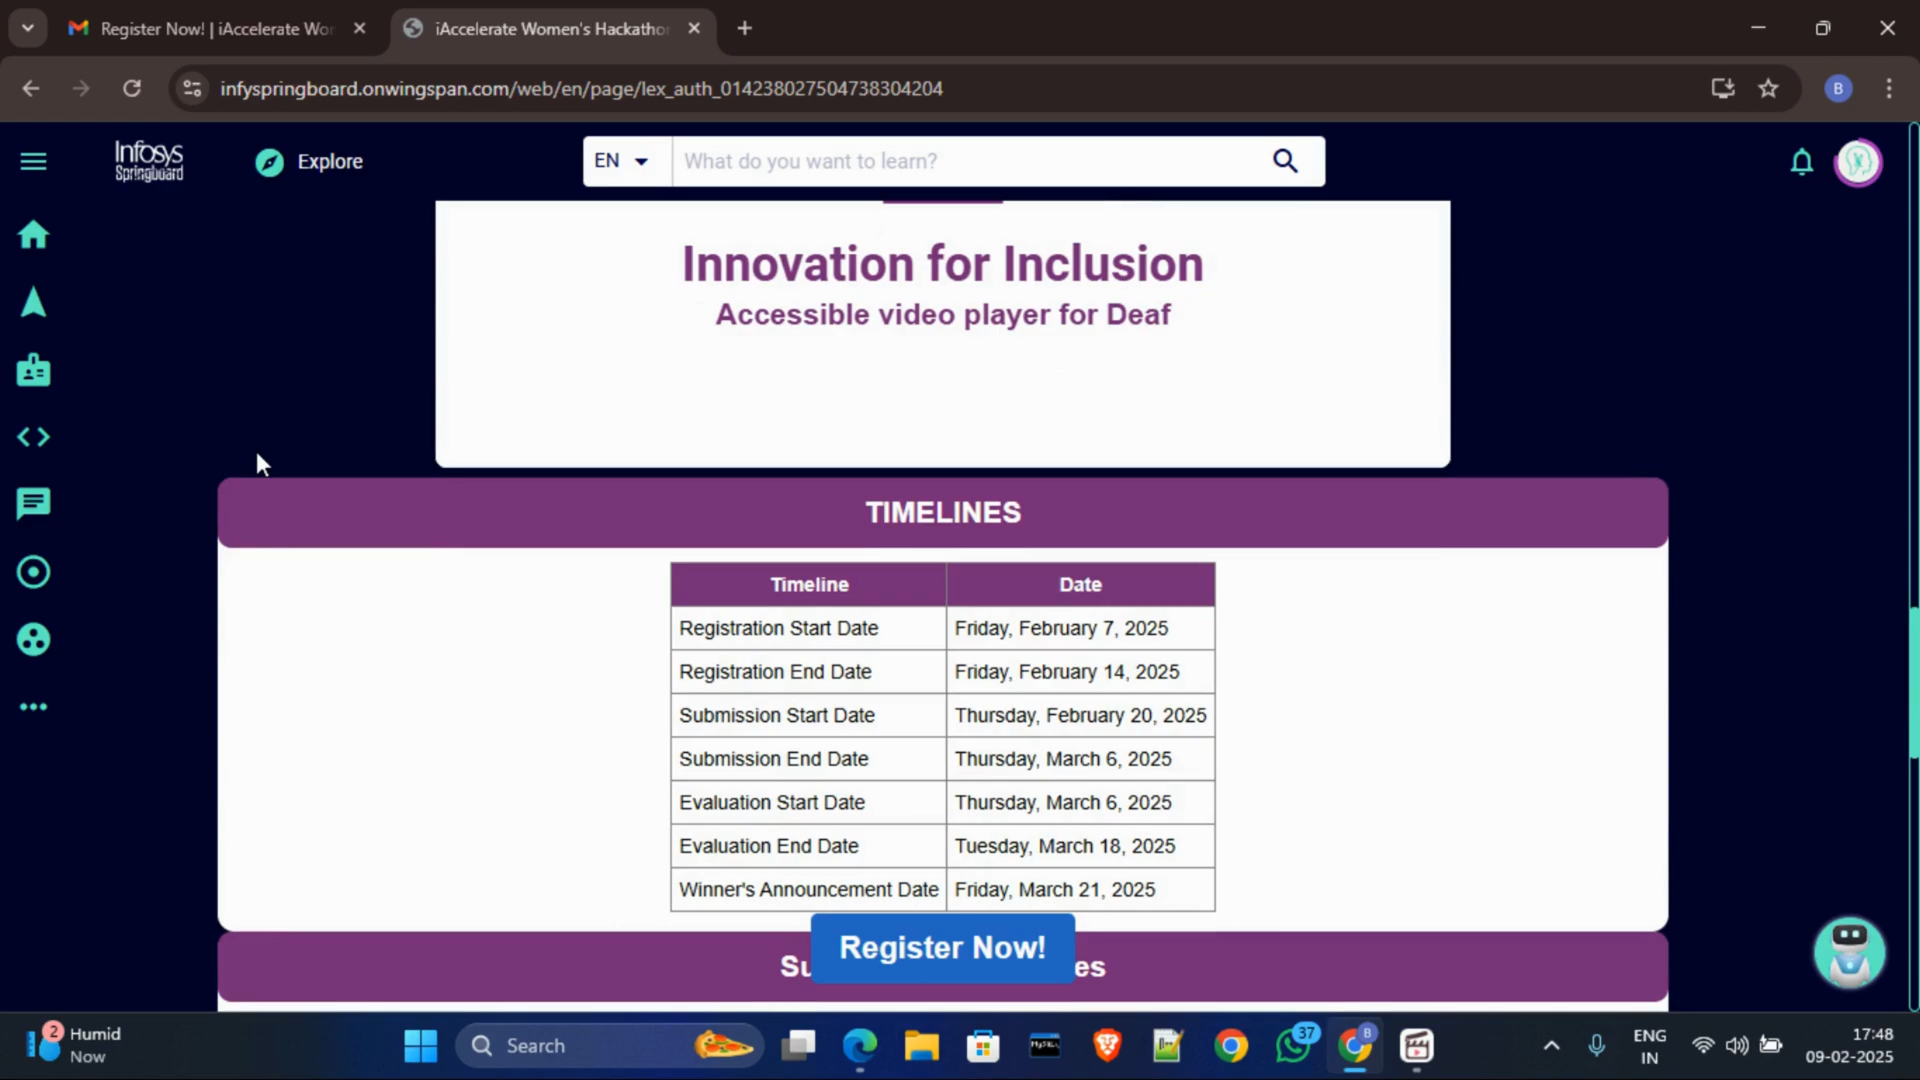 Register Now! | iAccelerate Wor
iAccelerate Women's Hackathor
infyspringboard.onwingspan.com/web/en/page/lex_auth_014238027504738304204
B
Infosys
Springboard
Explore
EN
What do you want to learn?
Innovation for Inclusion
Accessible video player for Deaf
TIMELINES
Timeline Date
Registration Start Date Friday, February 7, 2025
Registration End Date Friday, February 14, 2025
Submission Start Date Thursday, February 20, 2025
Submission End Date Thursday, March 6, 2025
Evaluation Start Date Thursday, March 6, 2025
Evaluation End Date Tuesday, March 18, 2025
Winner's Announcement Date Friday, March 21, 2025
Register Now!
Su es
2
Humid
Now
Search
MySQL
37
B
ENG
IN
17:48
09-02-2025